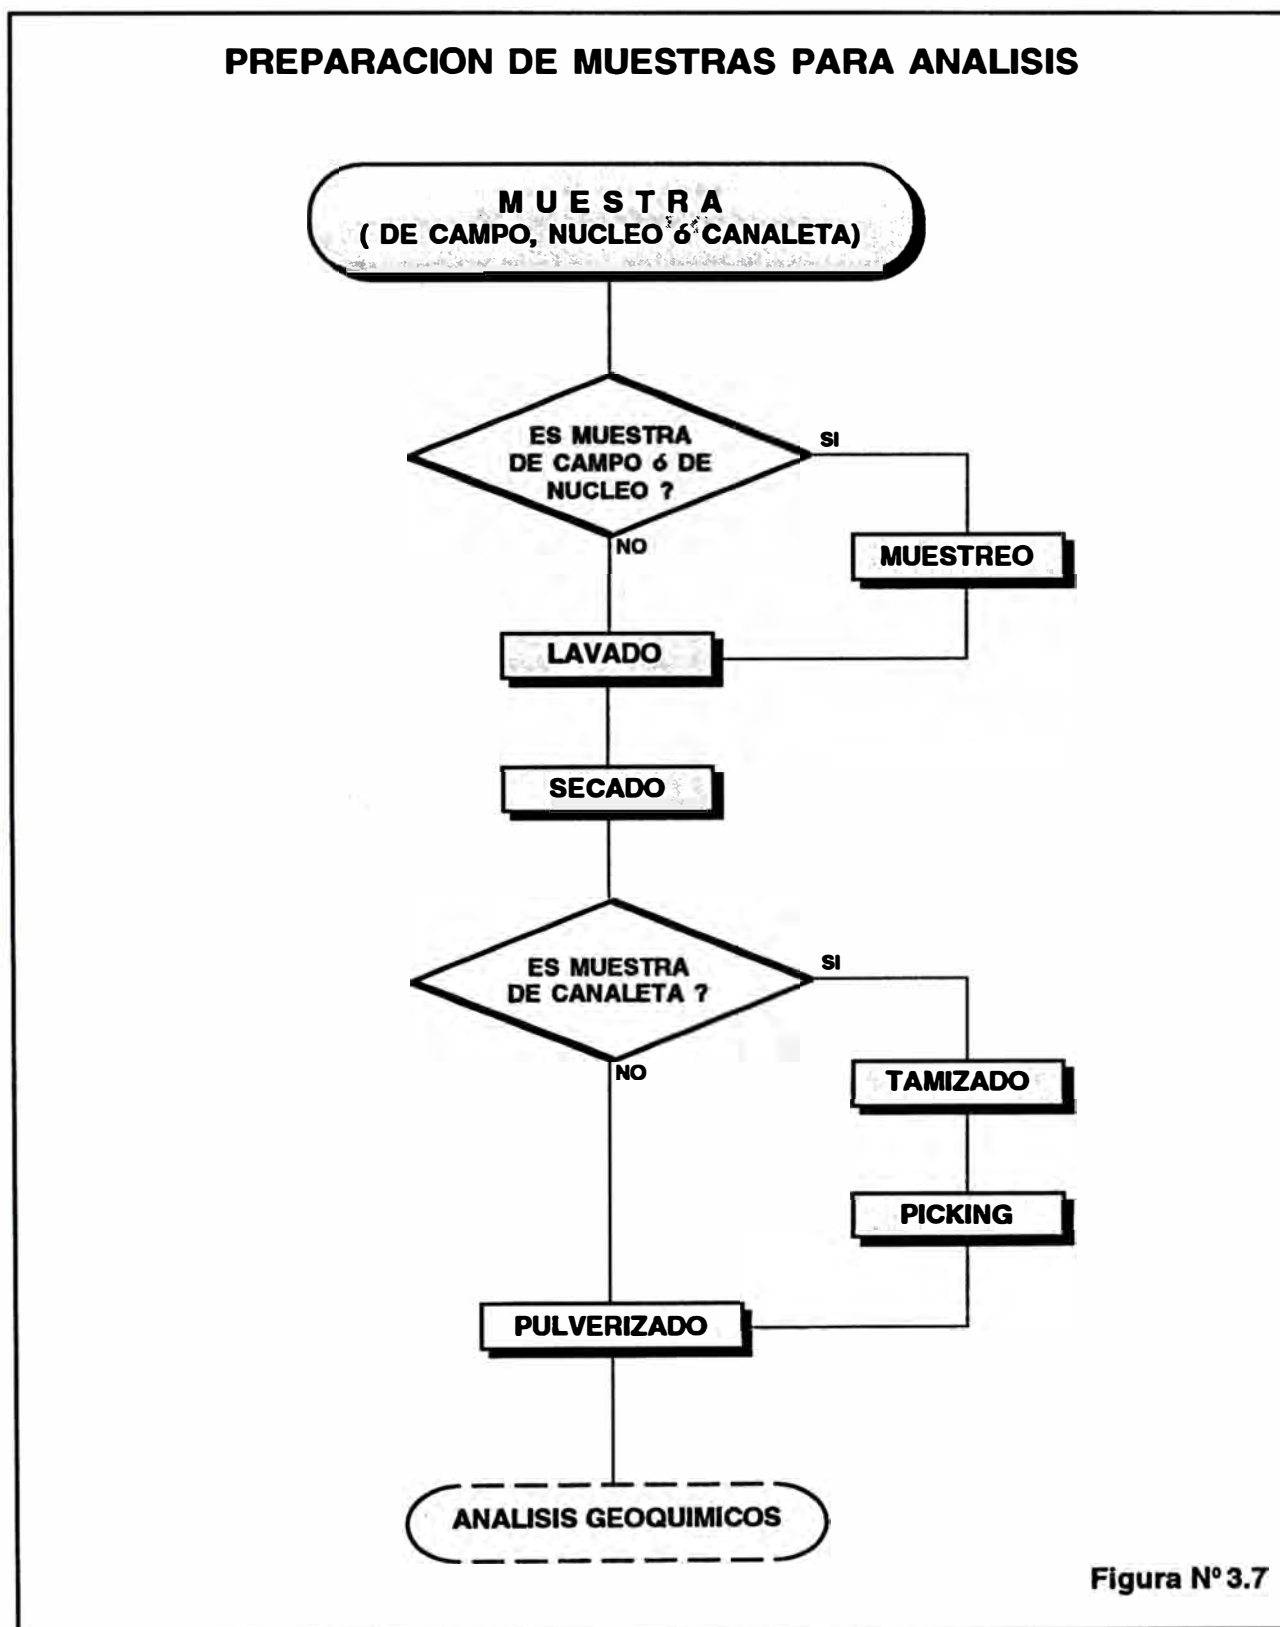 PREPARACION DE MUESTRAS PARA ANALISIS
M U E S T R A
( DE CAMPO, NUCLEO ó CANALETA)
ES MUESTRA
DE CAMPO ó DE
NUCLEO ?
SI
NO
MUESTREO
LAVADO
SECADO
ES MUESTRA
DE CANALETA ?
SI
NO
TAMIZADO
PICKING
PULVERIZADO
ANALISIS GEOQUIMICOS
Figura Nº 3.7